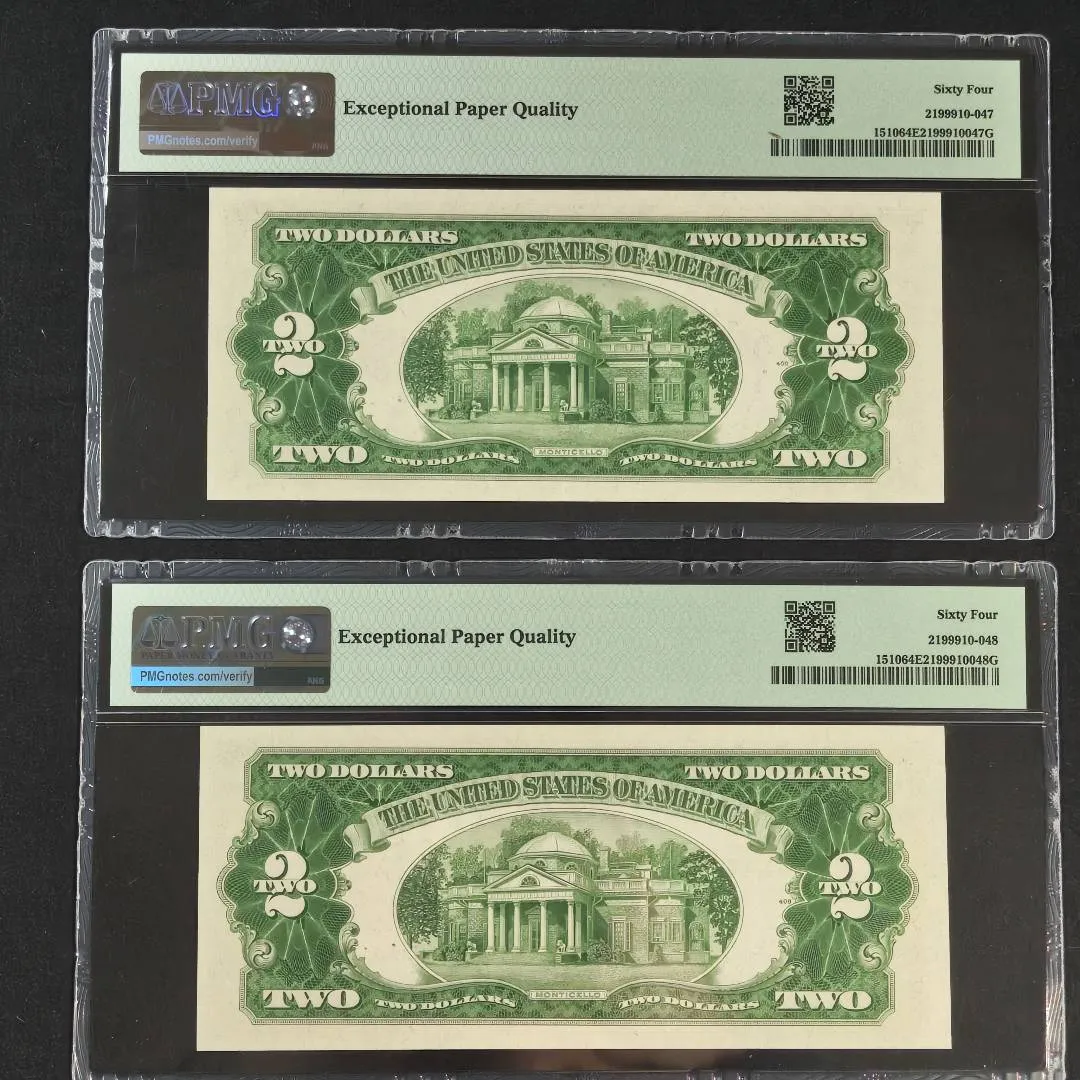 PMG
PMGnotes.com/verify
Exceptional Paper Quality
Sixty Four
2199910-047
151064E2199910047G
TWO DOLLARS
TWO DOLLARS
THE UNITED STATES OF AMERICA
2
TWO
2
TWO
TWO
TWO DOLLARS
MONTICELLO
TWO DOLLARS
TWO
PMG
PAPER MONEY GUARANTY
PMGnotes.com/verify
Exceptional Paper Quality
Sixty Four
2199910-048
151064E2199910048G
TWO DOLLARS
TWO DOLLARS
THE UNITED STATES OF AMERICA
2
TWO
2
TWO
TWO
TWO DOLLARS
MONTICELLO
TWO DOLLARS
TWO